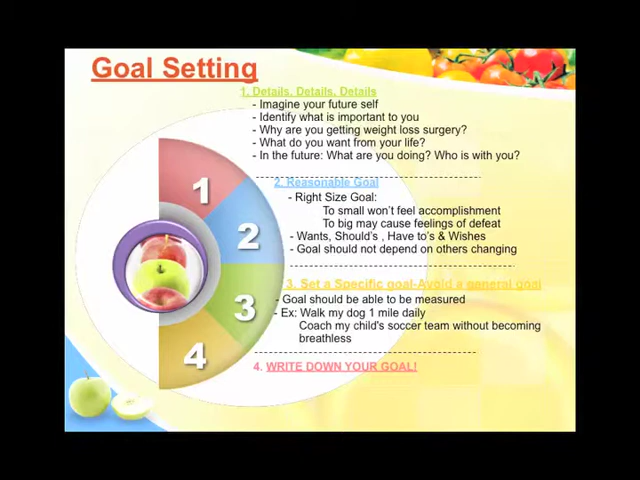 Goal Setting
1. Details, Details, Details
- Imagine your future self
- Identify what is important to you
- Why are you getting weight loss surgery?
- What do you want from your life?
- In the future: What are you doing? Who is with you?
2. Reasonable Goal
- Right Size Goal:
To small won't feel accomplishment
To big may cause feelings of defeat
- Wants, Should's , Have to's & Wishes
- Goal should not depend on others changing
3. Set a Specific goal-Avoid a general goal
- Goal should be able to be measured
- Ex: Walk my dog 1 mile daily
Coach my child's soccer team without becoming
breathless
4. WRITE DOWN YOUR GOAL!
1
2
3
4